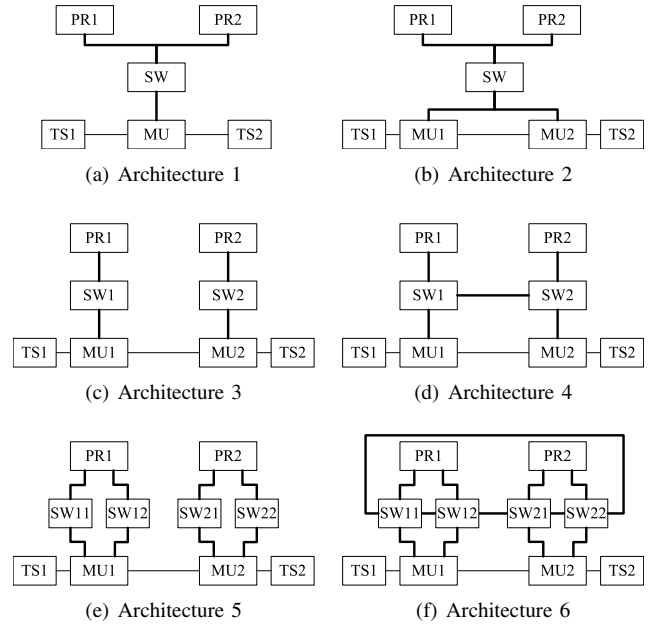 PR1 PR2 PR1 PR2
SW SW
TS1 MU TS2 TS1 MU1 MU2 TS2
(a) Architecture 1 (b) Architecture 2
PR1 PR2 PR1 PR2
SW1 SW2 SW1 SW2
TS1 MU1 MU2 TS2 TS1 MU1 MU2 TS2
(c) Architecture 3 (d) Architecture 4
PR1 PR2 PR1 PR2
SW11 SW12 SW21 SW22 SW11 SW12 SW21 SW22
TS1 MU1 MU2 TS2 TS1 MU1 MU2 TS2
(e) Architecture 5 (f) Architecture 6